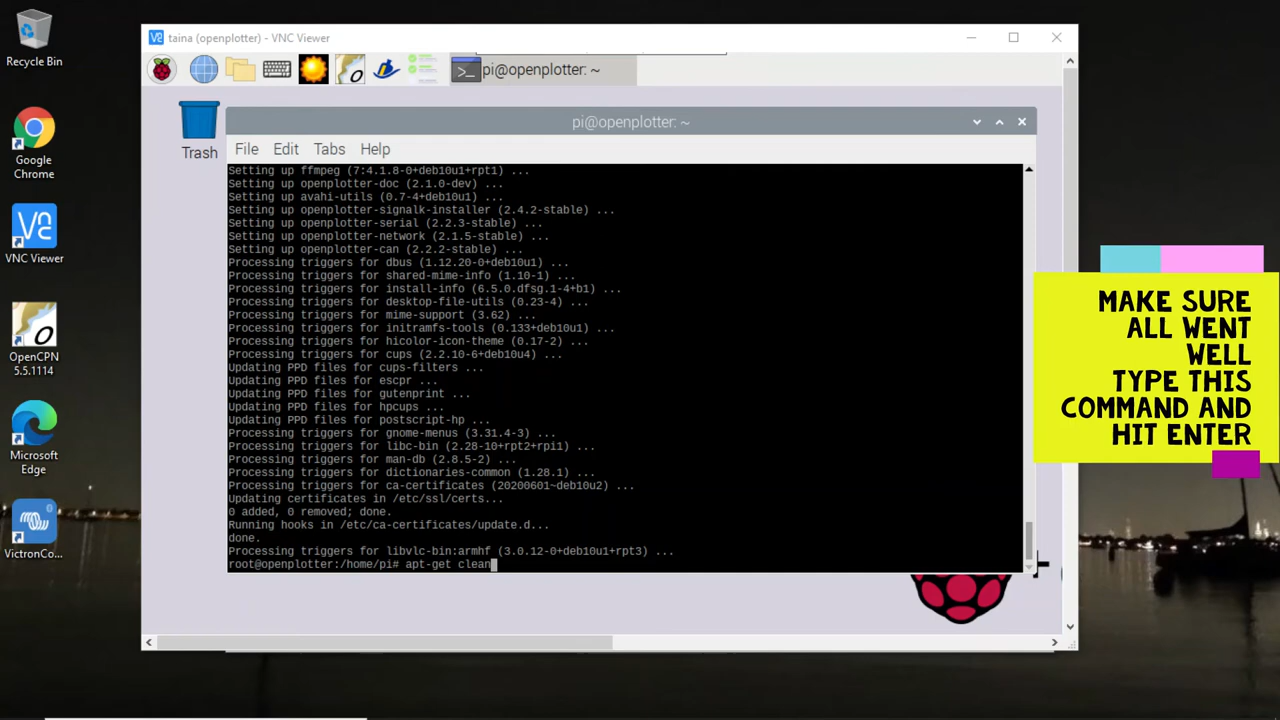 Recycle Bin
Google
Chrome
VNC Viewer
OpenCPN
5.5.1114
Microsoft
Edge
VictronCo...
taina (openplotter) - VNC Viewer
pi@openplotter: ~
Trash
pi@openplotter: ~
File Edit Tabs Help
Setting up ffmpeg (7:4.1.8-0+deb10u1+rpt1) ...
Setting up openplotter-doc (2.1.0-dev) ...
Setting up avahi-utils (0.7-4+deb10u1) ...
Setting up openplotter-signalk-installer (2.4.2-stable) ...
Setting up openplotter-serial (2.2.3-stable) ...
Setting up openplotter-network (2.1.5-stable) ...
Setting up openplotter-can (2.2.2-stable) ...
Processing triggers for dbus (1.12.20-0+deb10u1) ...
Processing triggers for shared-mime-info (1.10-1) ...
Processing triggers for install-info (6.5.0.dfsg.1-4+b1) ...
Processing triggers for desktop-file-utils (0.23-4) ...
Processing triggers for mime-support (3.62) ...
Processing triggers for initramfs-tools (0.133+deb10u1) ...
Processing triggers for hicolor-icon-theme (0.17-2) ...
Processing triggers for cups (2.2.10-6+deb10u4) ...
Updating PPD files for cups-filters ...
Updating PPD files for escpr ...
Updating PPD files for gutenprint ...
Updating PPD files for hpcups ...
Updating PPD files for postscript-hp ...
Processing triggers for gnome-menus (3.31.4-3) ...
Processing triggers for libc-bin (2.28-10+rpt2+rpi1) ...
Processing triggers for man-db (2.8.5-2) ...
Processing triggers for dictionaries-common (1.28.1) ...
Processing triggers for ca-certificates (20200601~deb10u2) ...
Updating certificates in /etc/ssl/certs...
0 added, 0 removed; done.
Running hooks in /etc/ca-certificates/update.d...
done.
Processing triggers for libvlc-bin:armhf (3.0.12-0+deb10u1+rpt3) ...
root@openplotter:/home/pi# apt-get clean
MAKE SURE
ALL WENT
WELL
TYPE THIS
COMMAND AND
HIT ENTER